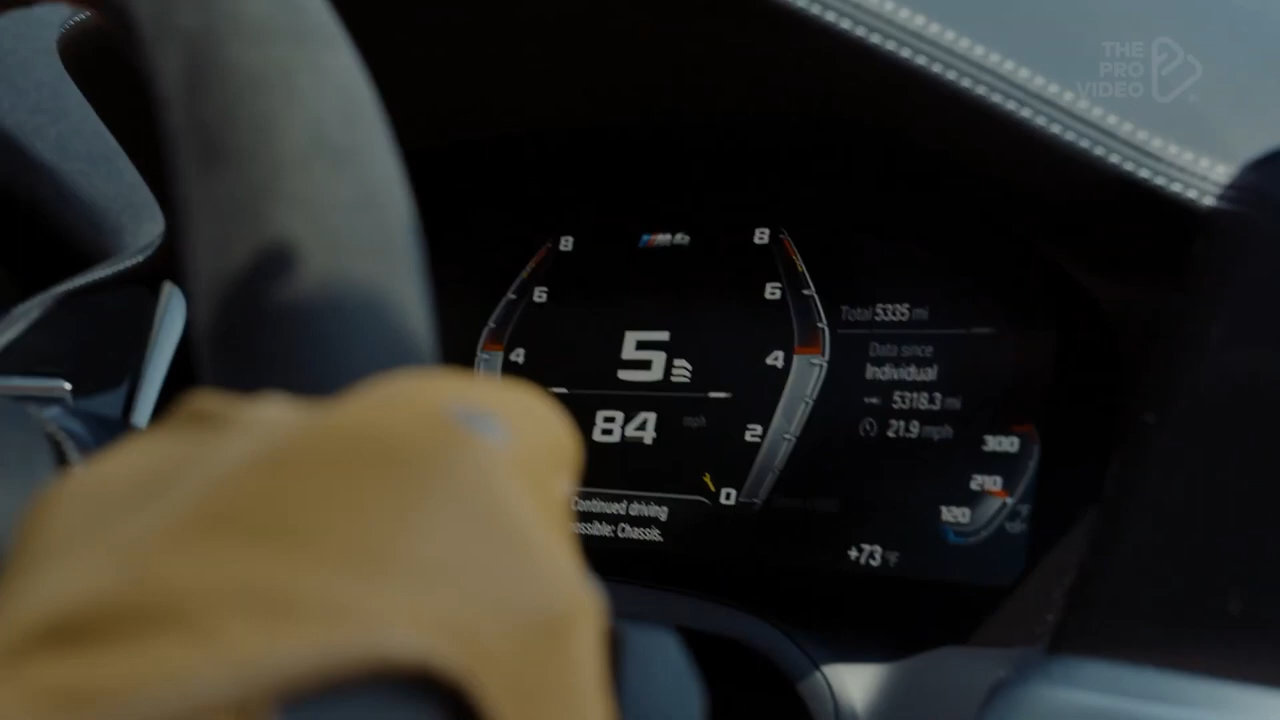 THE
PRO
VIDEO
8
8
6
6
4
4
5
84 mph
2
0
Continued driving
ossible: Chassis.
Total 5335 mi
Data since
Individual
5318.3 mi
21.9 mph
300
210
120
+73 °F